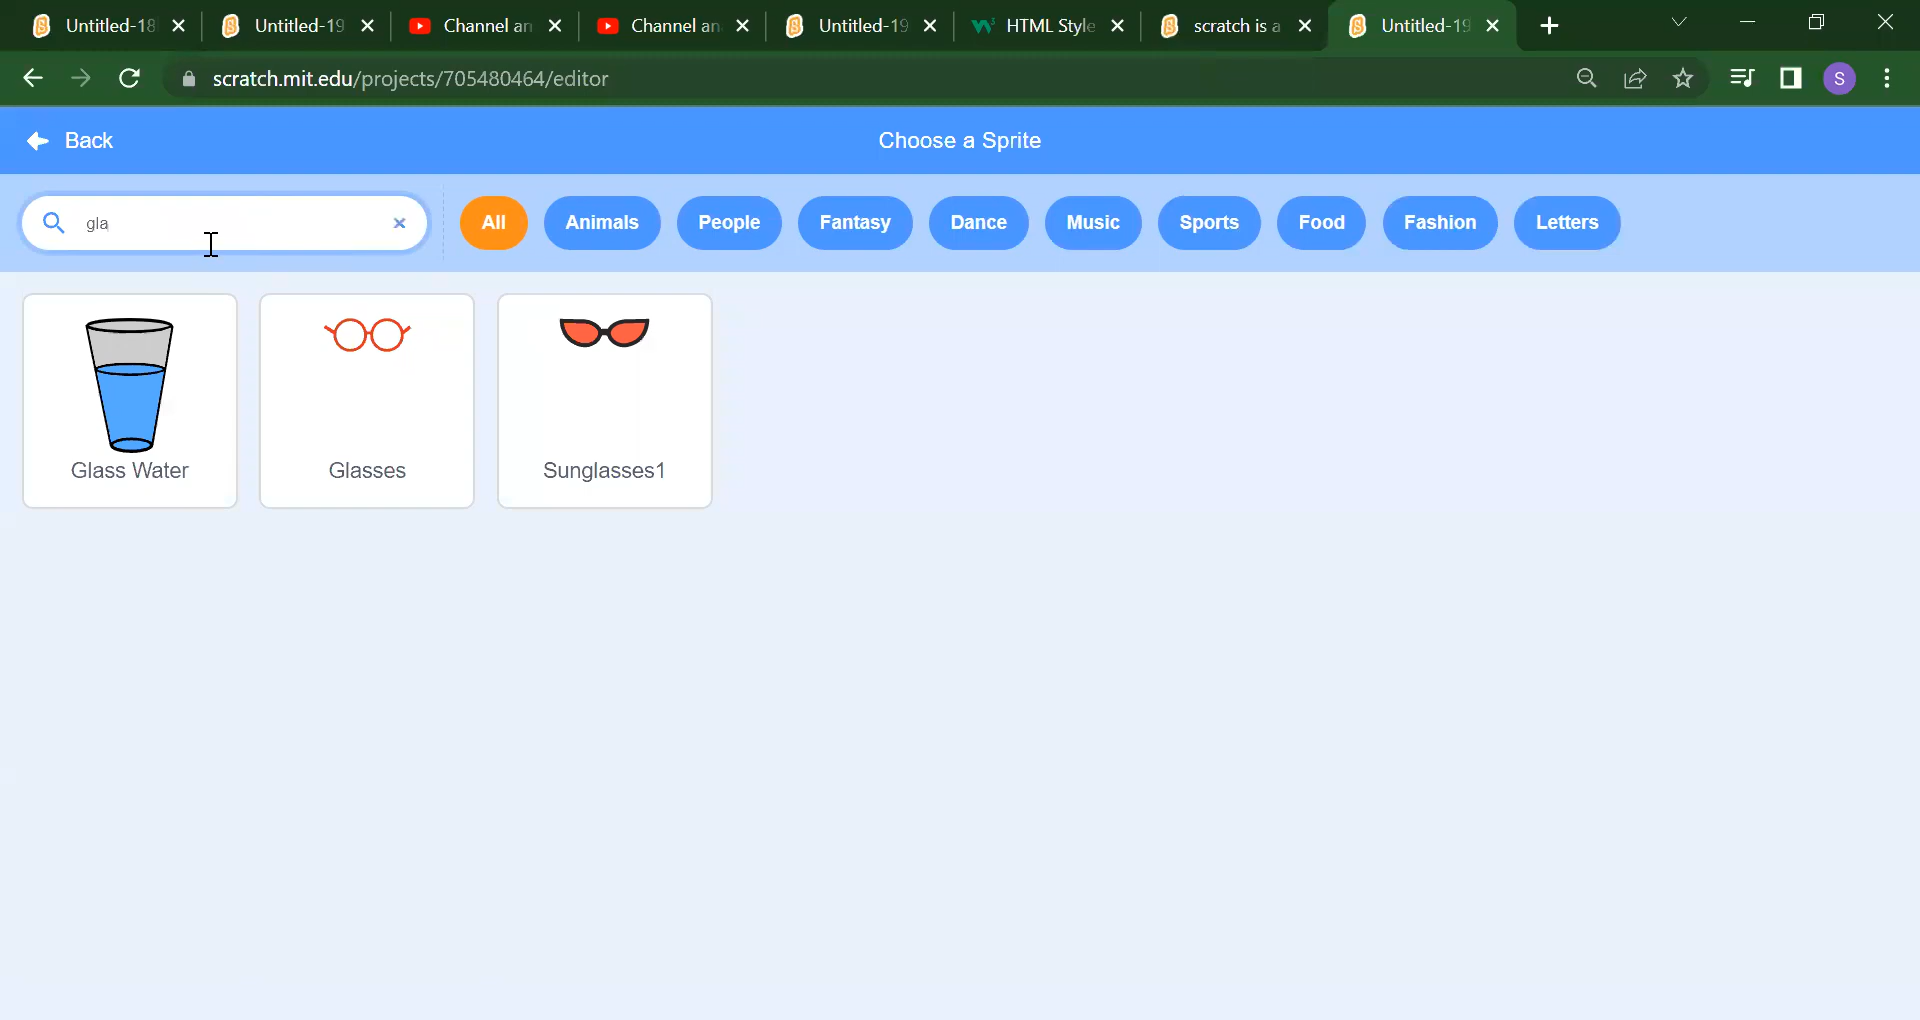 Untitled-18 Untitled-19 Channel an Channel an Untitled-19 HTML Style scratch is a Untitled-19
scratch.mit.edu/projects/705480464/editor S
Back Choose a Sprite
gla All Animals People Fantasy Dance Music Sports Food Fashion Letters
Glass Water Glasses Sunglasses1